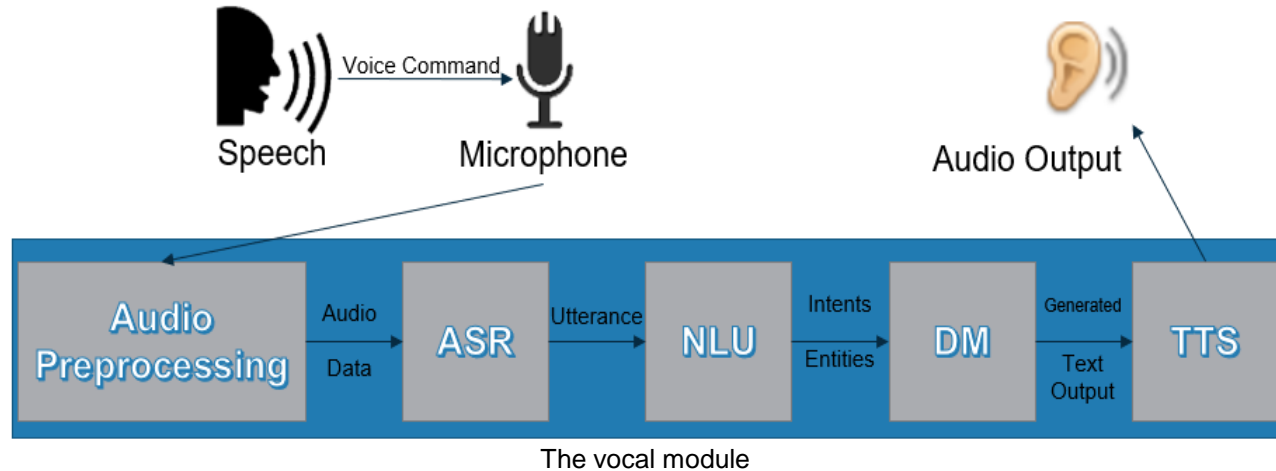 Voice Command
Speech
Microphone
Audio Output
Audio
Preprocessing
Audio
Data
ASR
Utterance
NLU
Intents
Entities
DM
Generated
Text
Output
TTS
The vocal module